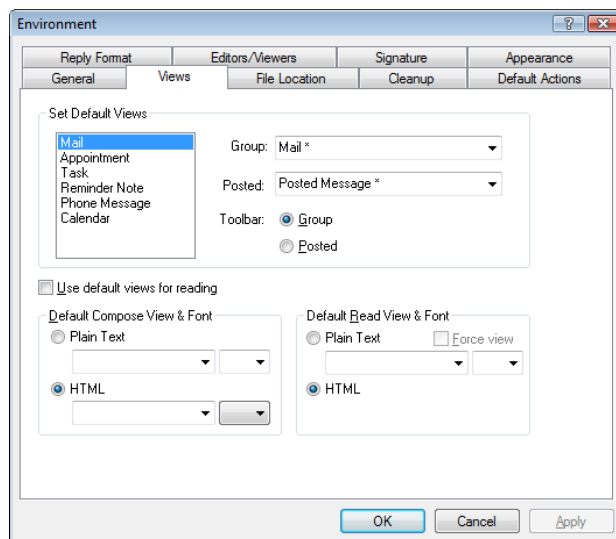 Environment
Reply Format Editors/Viewers Signature Appearance
General Views File Location Cleanup Default Actions
Set Default Views
Mail
Appointment
Task
Reminder Note
Phone Message
Calendar
Group: Mail *
Posted: Posted Message *
Toolbar: Group
Posted
Use default views for reading
Default Compose View & Font
Plain Text
HTML
Default Read View & Font
Plain Text Force view
HTML
OK Cancel Apply